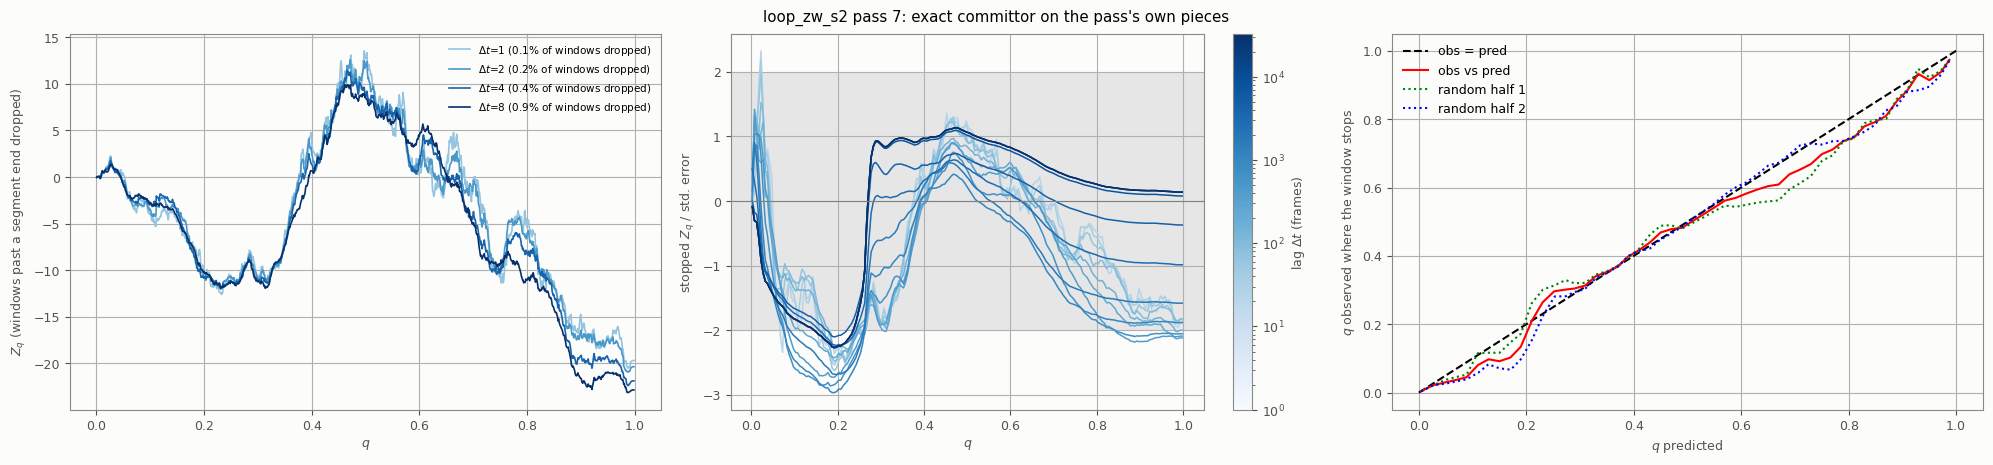 loop_zw_s2 pass 7: exact committor on the pass's own pieces
Z_q (windows past a segment end dropped)
15
10
5
0
−5
−10
−15
−20
0.0 0.2 0.4 0.6 0.8 1.0
q
Δt=1 (0.1% of windows dropped)
Δt=2 (0.2% of windows dropped)
Δt=4 (0.4% of windows dropped)
Δt=8 (0.9% of windows dropped)
stopped Z_q / std. error
2
1
0
−1
−2
−3
0.0 0.2 0.4 0.6 0.8 1.0
q
10^4
10^3
10^2
10^1
10^0
lag Δt (frames)
q observed where the window stops
1.0
0.8
0.6
0.4
0.2
0.0
0.0 0.2 0.4 0.6 0.8 1.0
q predicted
obs = pred
obs vs pred
random half 1
random half 2